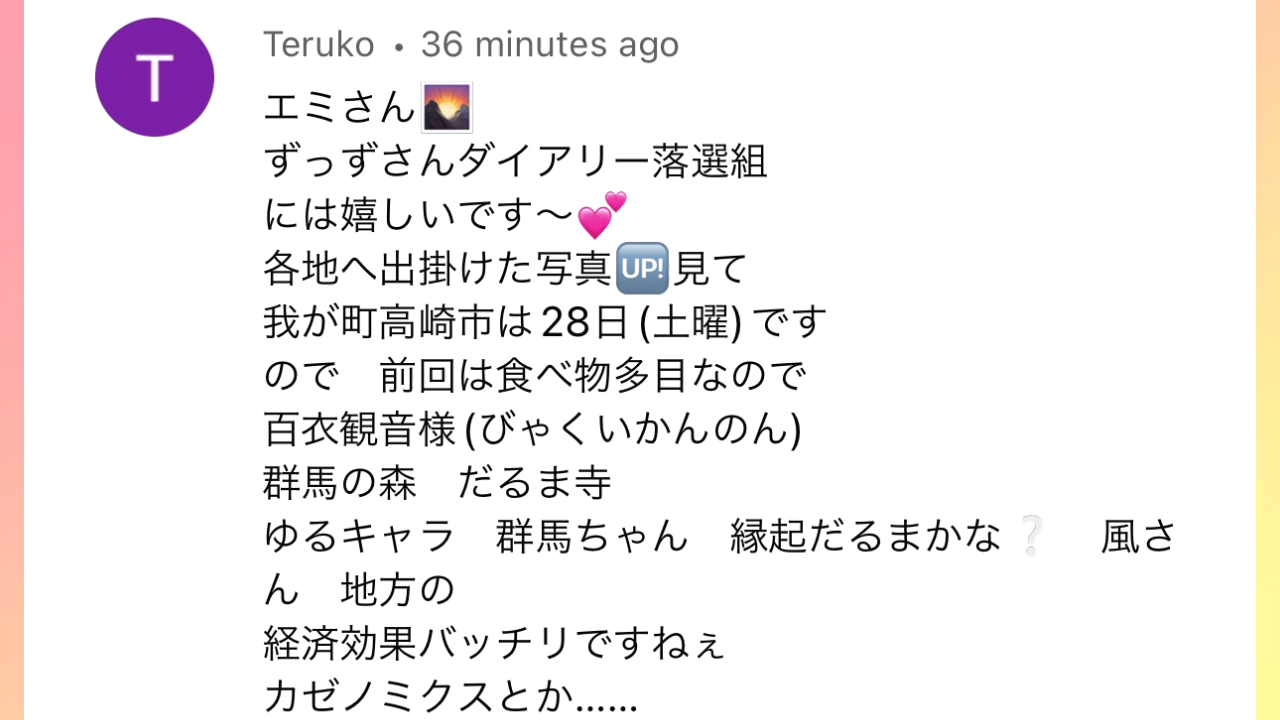 T
Teruko • 36 minutes ago
エミさん🌄
ずっずさんダイアリー落選組
には嬉しいです〜💕
各地へ出掛けた写真🆙見て
我が町高崎市は28日(土曜)です
ので　前回は食べ物多目なので
百衣観音様(びゃくいかんのん)
群馬の森　だるま寺
ゆるキャラ　群馬ちゃん　縁起だるまかな❔　風さ
ん　地方の
経済効果バッチリですねぇ
カゼノミクスとか......